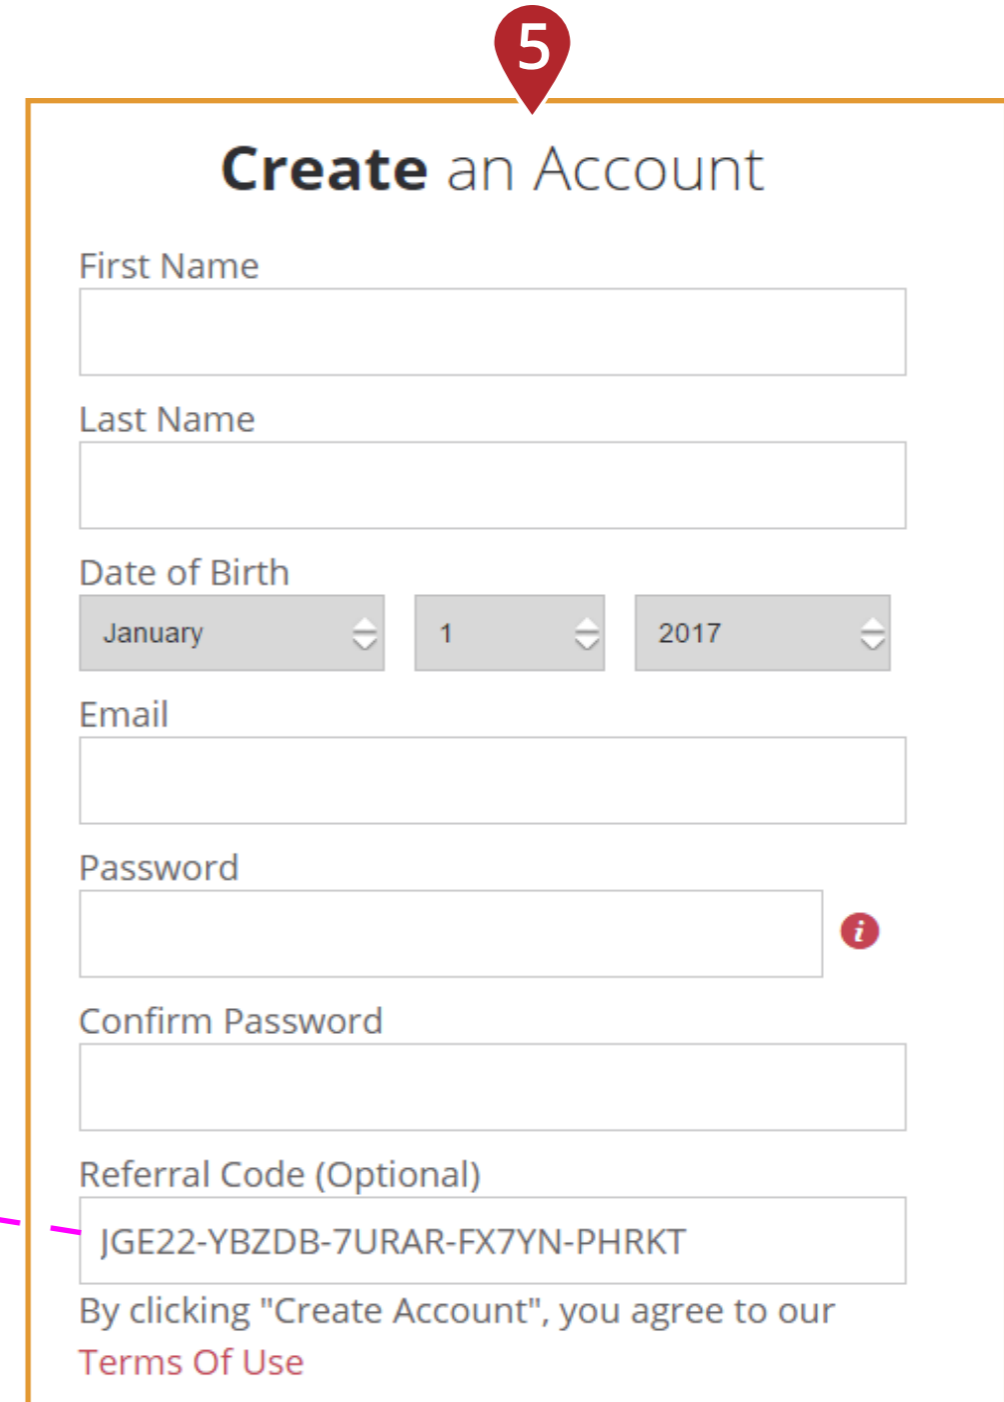 5
Create an Account
First Name
Last Name
Date of Birth
January 1 2017
Email
Password
i
Confirm Password
Referral Code (Optional)
JGE22-YBZDB-7URAR-FX7YN-PHRKT
By clicking "Create Account", you agree to our
Terms Of Use